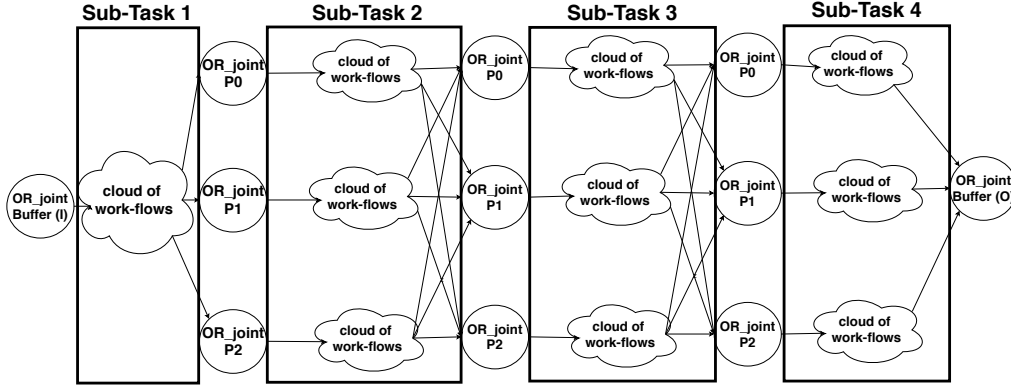 Sub-Task 1
Sub-Task 2
Sub-Task 3
Sub-Task 4
OR_joint
Buffer (I)
cloud of
work-flows
OR_joint
P0
OR_joint
P1
OR_joint
P2
cloud of
work-flows
cloud of
work-flows
cloud of
work-flows
OR_joint
P0
OR_joint
P1
OR_joint
P2
cloud of
work-flows
cloud of
work-flows
cloud of
work-flows
OR_joint
P0
OR_joint
P1
OR_joint
P2
cloud of
work-flows
cloud of
work-flows
cloud of
work-flows
OR_joint
Buffer (O)